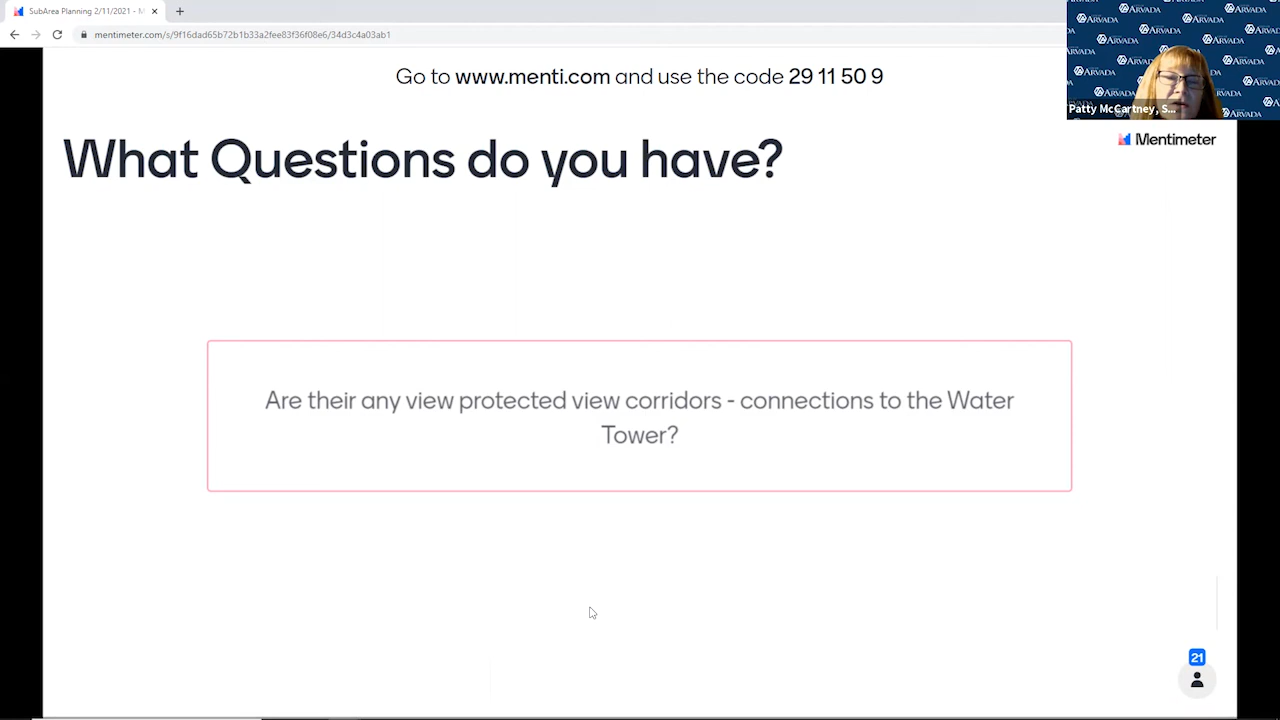 SubArea Planning 2/11/2021 - M
mentimeter.com/s/9f16dad65b72b1b33a2fee83f36f08e6/34d3c4a03ab1
Go to www.menti.com and use the code 29 11 50 9
ARVADA
Patty McCartney, S...
Mentimeter
What Questions do you have?
Are their any view protected view corridors - connections to the Water
Tower?
21